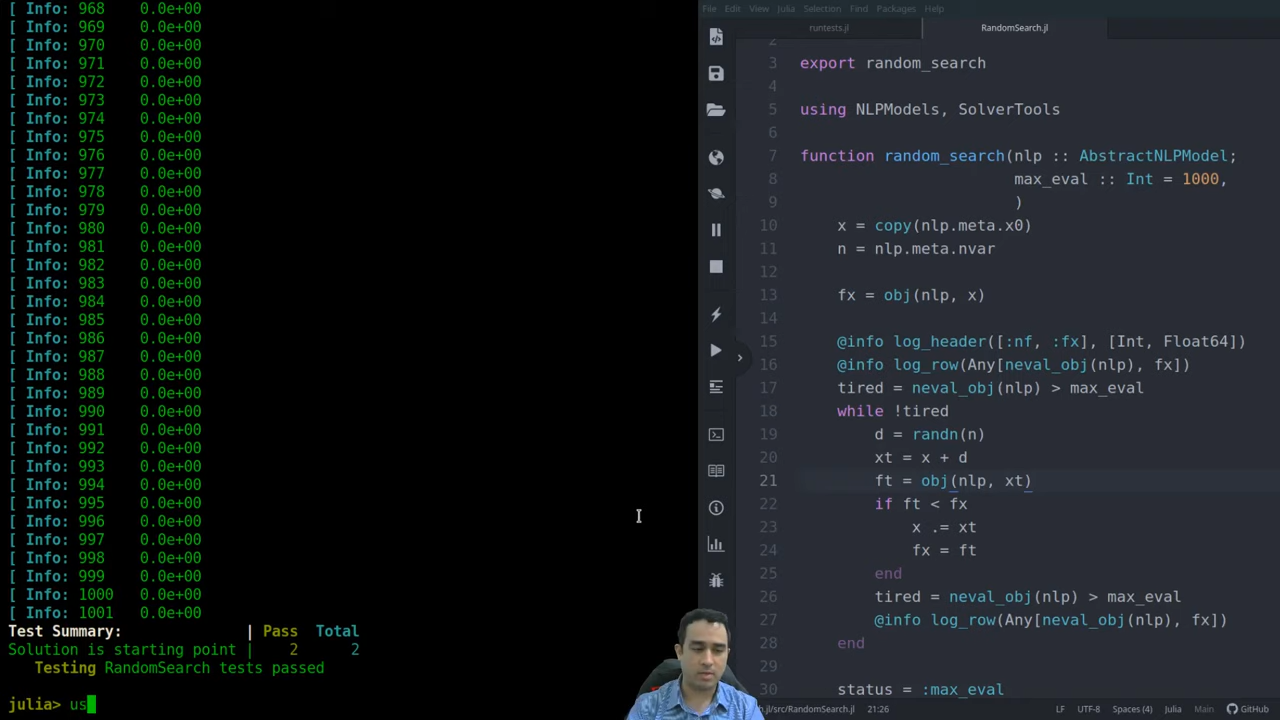 [ Info: 968 0.0e+00
[ Info: 969 0.0e+00
[ Info: 970 0.0e+00
[ Info: 971 0.0e+00
[ Info: 972 0.0e+00
[ Info: 973 0.0e+00
[ Info: 974 0.0e+00
[ Info: 975 0.0e+00
[ Info: 976 0.0e+00
[ Info: 977 0.0e+00
[ Info: 978 0.0e+00
[ Info: 979 0.0e+00
[ Info: 980 0.0e+00
[ Info: 981 0.0e+00
[ Info: 982 0.0e+00
[ Info: 983 0.0e+00
[ Info: 984 0.0e+00
[ Info: 985 0.0e+00
[ Info: 986 0.0e+00
[ Info: 987 0.0e+00
[ Info: 988 0.0e+00
[ Info: 989 0.0e+00
[ Info: 990 0.0e+00
[ Info: 991 0.0e+00
[ Info: 992 0.0e+00
[ Info: 993 0.0e+00
[ Info: 994 0.0e+00
[ Info: 995 0.0e+00
[ Info: 996 0.0e+00
[ Info: 997 0.0e+00
[ Info: 998 0.0e+00
[ Info: 999 0.0e+00
[ Info: 1000 0.0e+00
[ Info: 1001 0.0e+00
Test Summary: | Pass Total
Solution is starting point | 2 2
Testing RandomSearch tests passed
julia> us
File Edit View Julia Selection Find Packages Help
runtests.jl RandomSearch.jl
2
3 export random_search
4
5 using NLPModels, SolverTools
6
7 function random_search(nlp :: AbstractNLPModel;
8 max_eval :: Int = 1000,
9 )
10 x = copy(nlp.meta.x0)
11 n = nlp.meta.nvar
12
13 fx = obj(nlp, x)
14
15 @info log_header([:nf, :fx], [Int, Float64])
16 @info log_row(Any[neval_obj(nlp), fx])
17 tired = neval_obj(nlp) > max_eval
18 while !tired
19 d = randn(n)
20 xt = x + d
21 ft = obj(nlp, xt)
22 if ft < fx
23 x .= xt
24 fx = ft
25 end
26 tired = neval_obj(nlp) > max_eval
27 @info log_row(Any[neval_obj(nlp), fx])
28 end
29
30 status = :max_eval
h.jl/src/RandomSearch.jl 21:26 LF UTF-8 Spaces (4) Julia Main GitHub